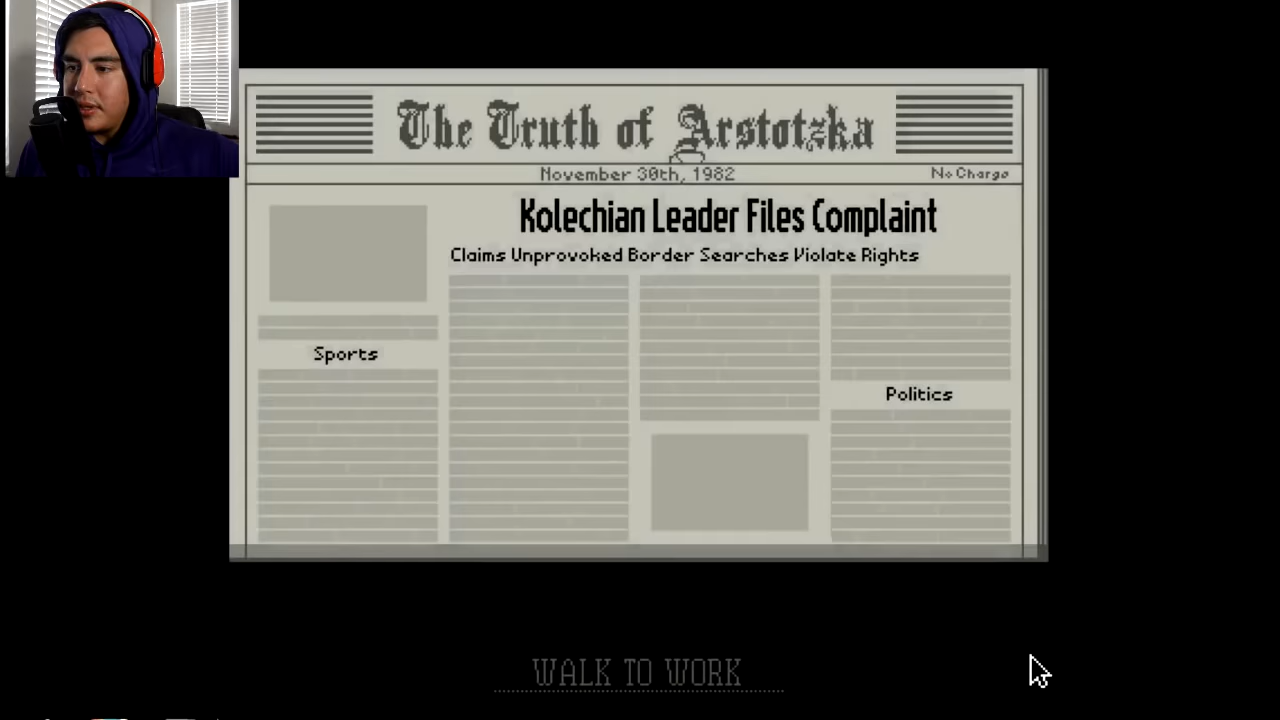 The Truth of Arstotzka
November 30th, 1982
No Charge
Kolechian Leader Files Complaint
Claims Unprovoked Border Searches Violate Rights
Sports
Politics
WALK TO WORK